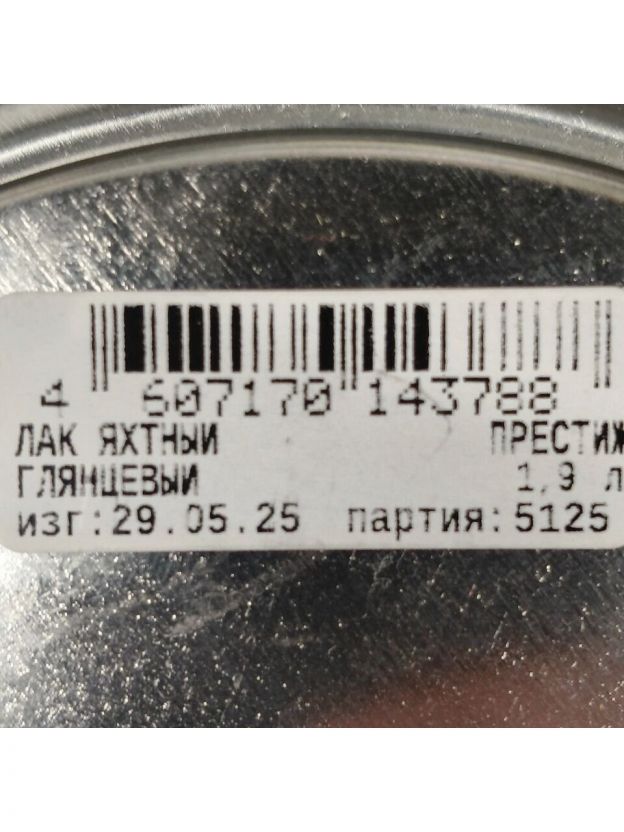 4 607170 143788
ЛАК ЯХТНЫЙ ПРЕСТИЖ
ГЛЯНЦЕВЫЙ 1,9 л
изг:29.05.25 партия:5125